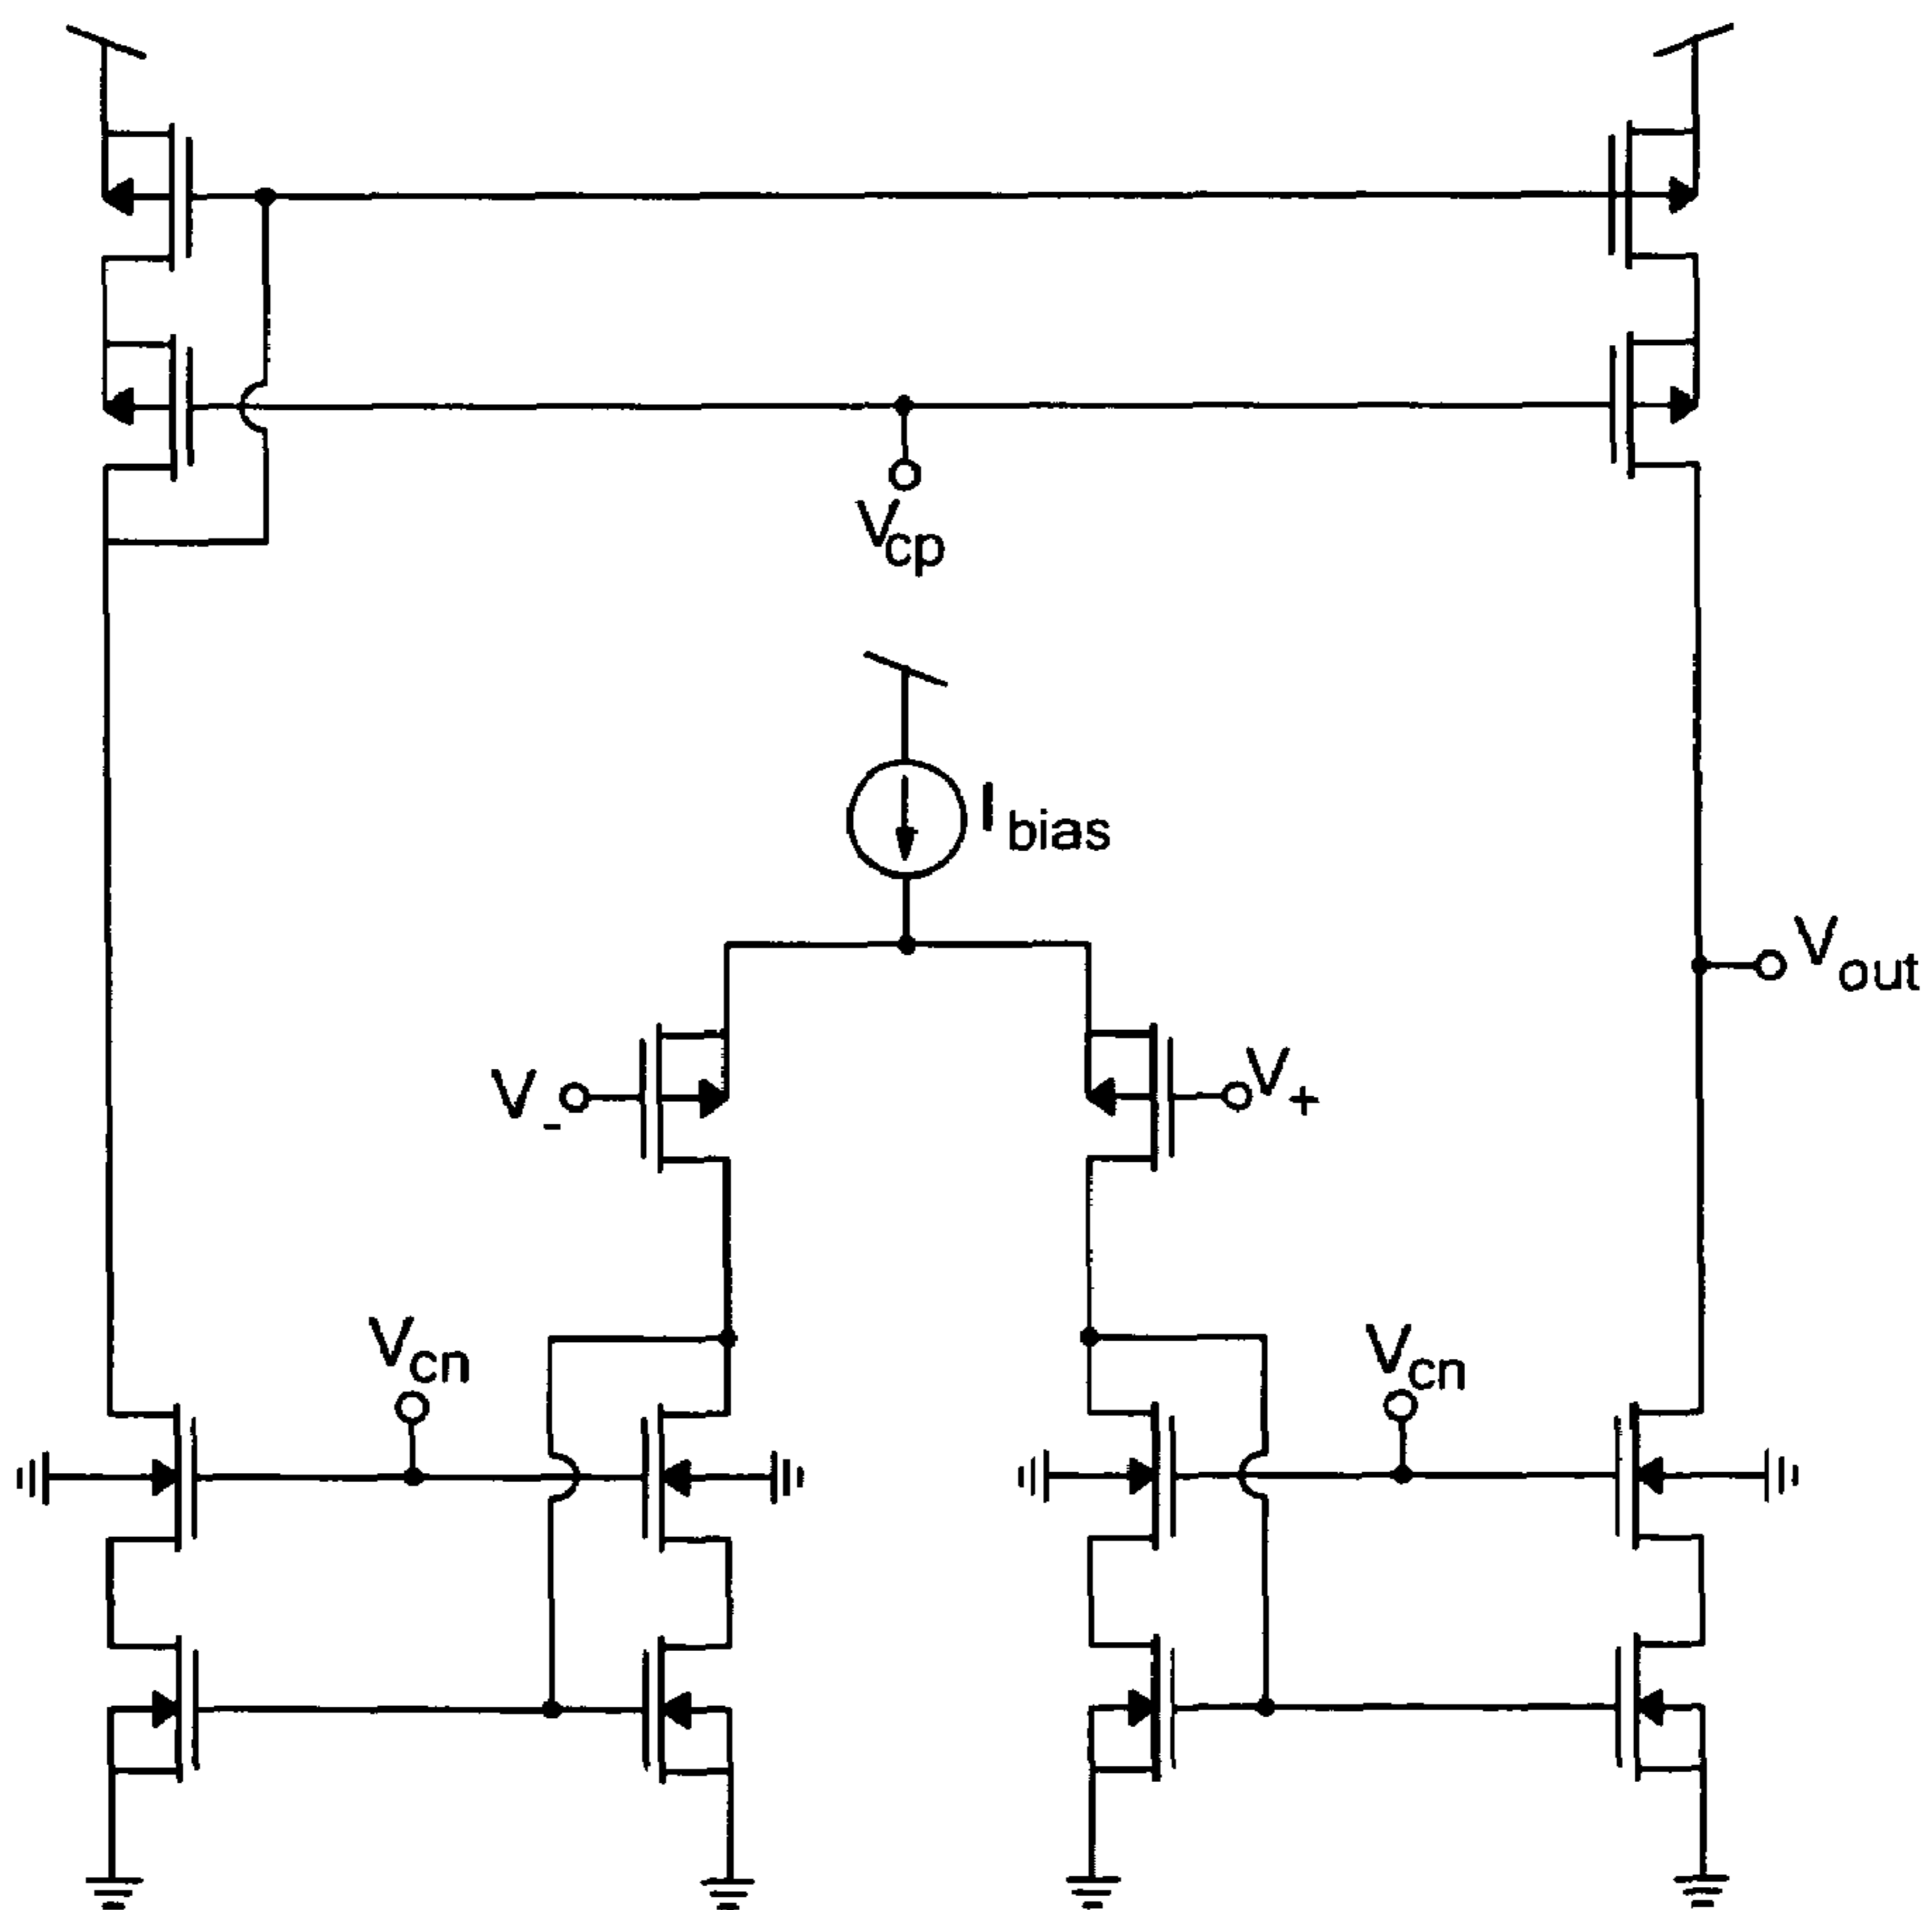 Vcp
Ibias
Vout
V-
V+
Vcn
Vcn